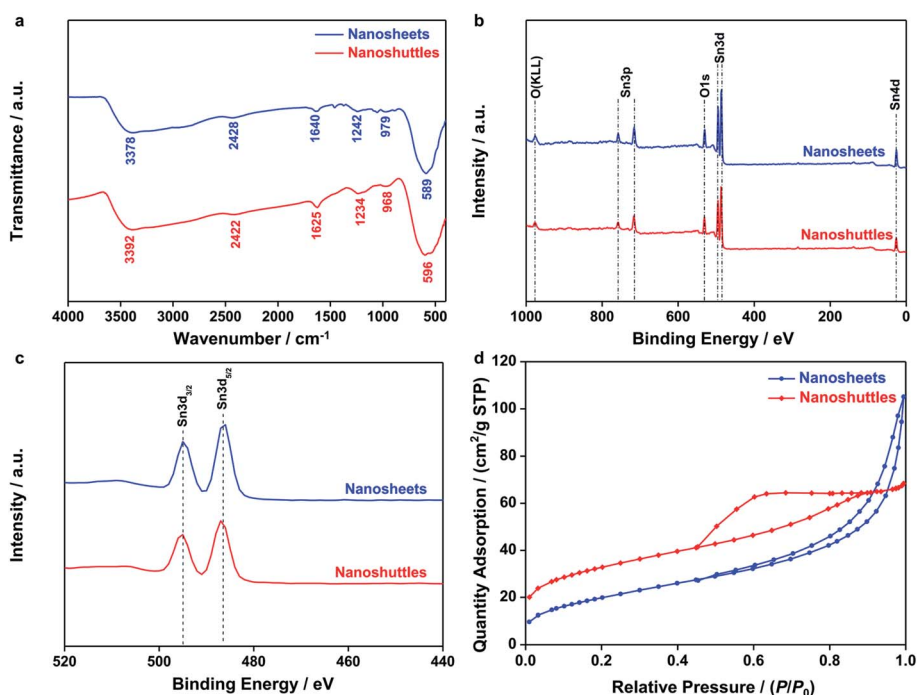 a
Nanosheets
Nanoshuttles
Transmittance / a.u.
3378
2428
1640
1242
979
589
3392
2422
1625
1234
968
596
4000 3500 3000 2500 2000 1500 1000 500
Wavenumber / cm⁻¹
b
O(KLL)
Sn3p
O1s
Sn3d
Sn4d
Intensity / a.u.
Nanosheets
Nanoshuttles
1000 800 600 400 200 0
Binding Energy / eV
c
Sn3d₃/₂
Sn3d₅/₂
Intensity / a.u.
Nanosheets
Nanoshuttles
520 500 480 460 440
Binding Energy / eV
d
Nanosheets
Nanoshuttles
Quantity Adsorption / (cm²/g STP)
120
100
80
60
40
20
0
0.0 0.2 0.4 0.6 0.8 1.0
Relative Pressure / (P/P₀)